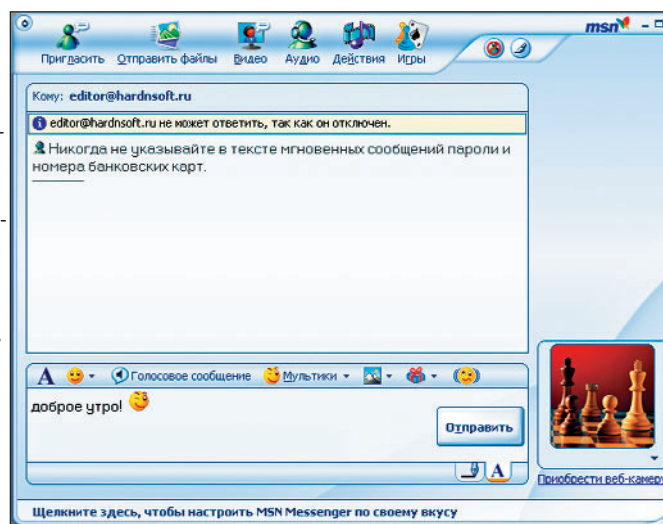 msn
Пригласить Отправить файлы Видео Аудио Действия Игры
Кому: editor@hardnsoft.ru
editor@hardnsoft.ru не может ответить, так как он отключен.
Никогда не указывайте в тексте мгновенных сообщений пароли и
номера банковских карт.
A Голосовое сообщение Мультики
доброе утро!
Отправить
A
Приобрести веб-камеру
Щелкните здесь, чтобы настроить MSN Messenger по своему вкусу